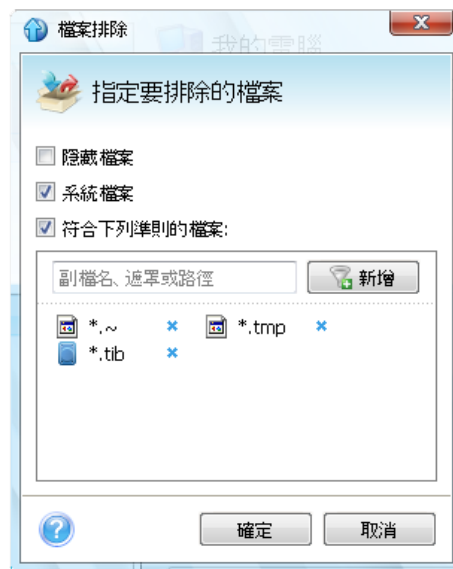 檔案排除
我的電腦
指定要排除的檔案
隱藏檔案
系統檔案
符合下列準則的檔案:
副檔名、遮罩或路徑
新增
*.~ *.tmp
*.tib
確定 取消